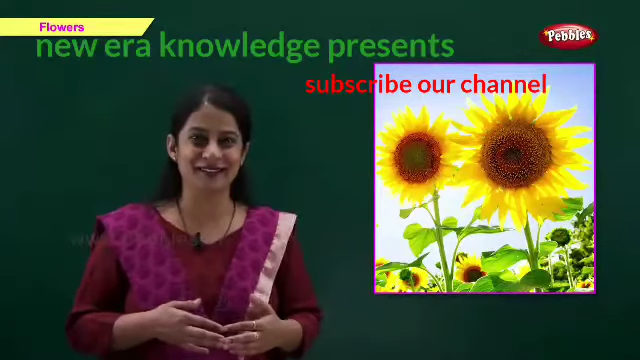 Flowers
new era knowledge presents
Pebbles
subscribe our channel